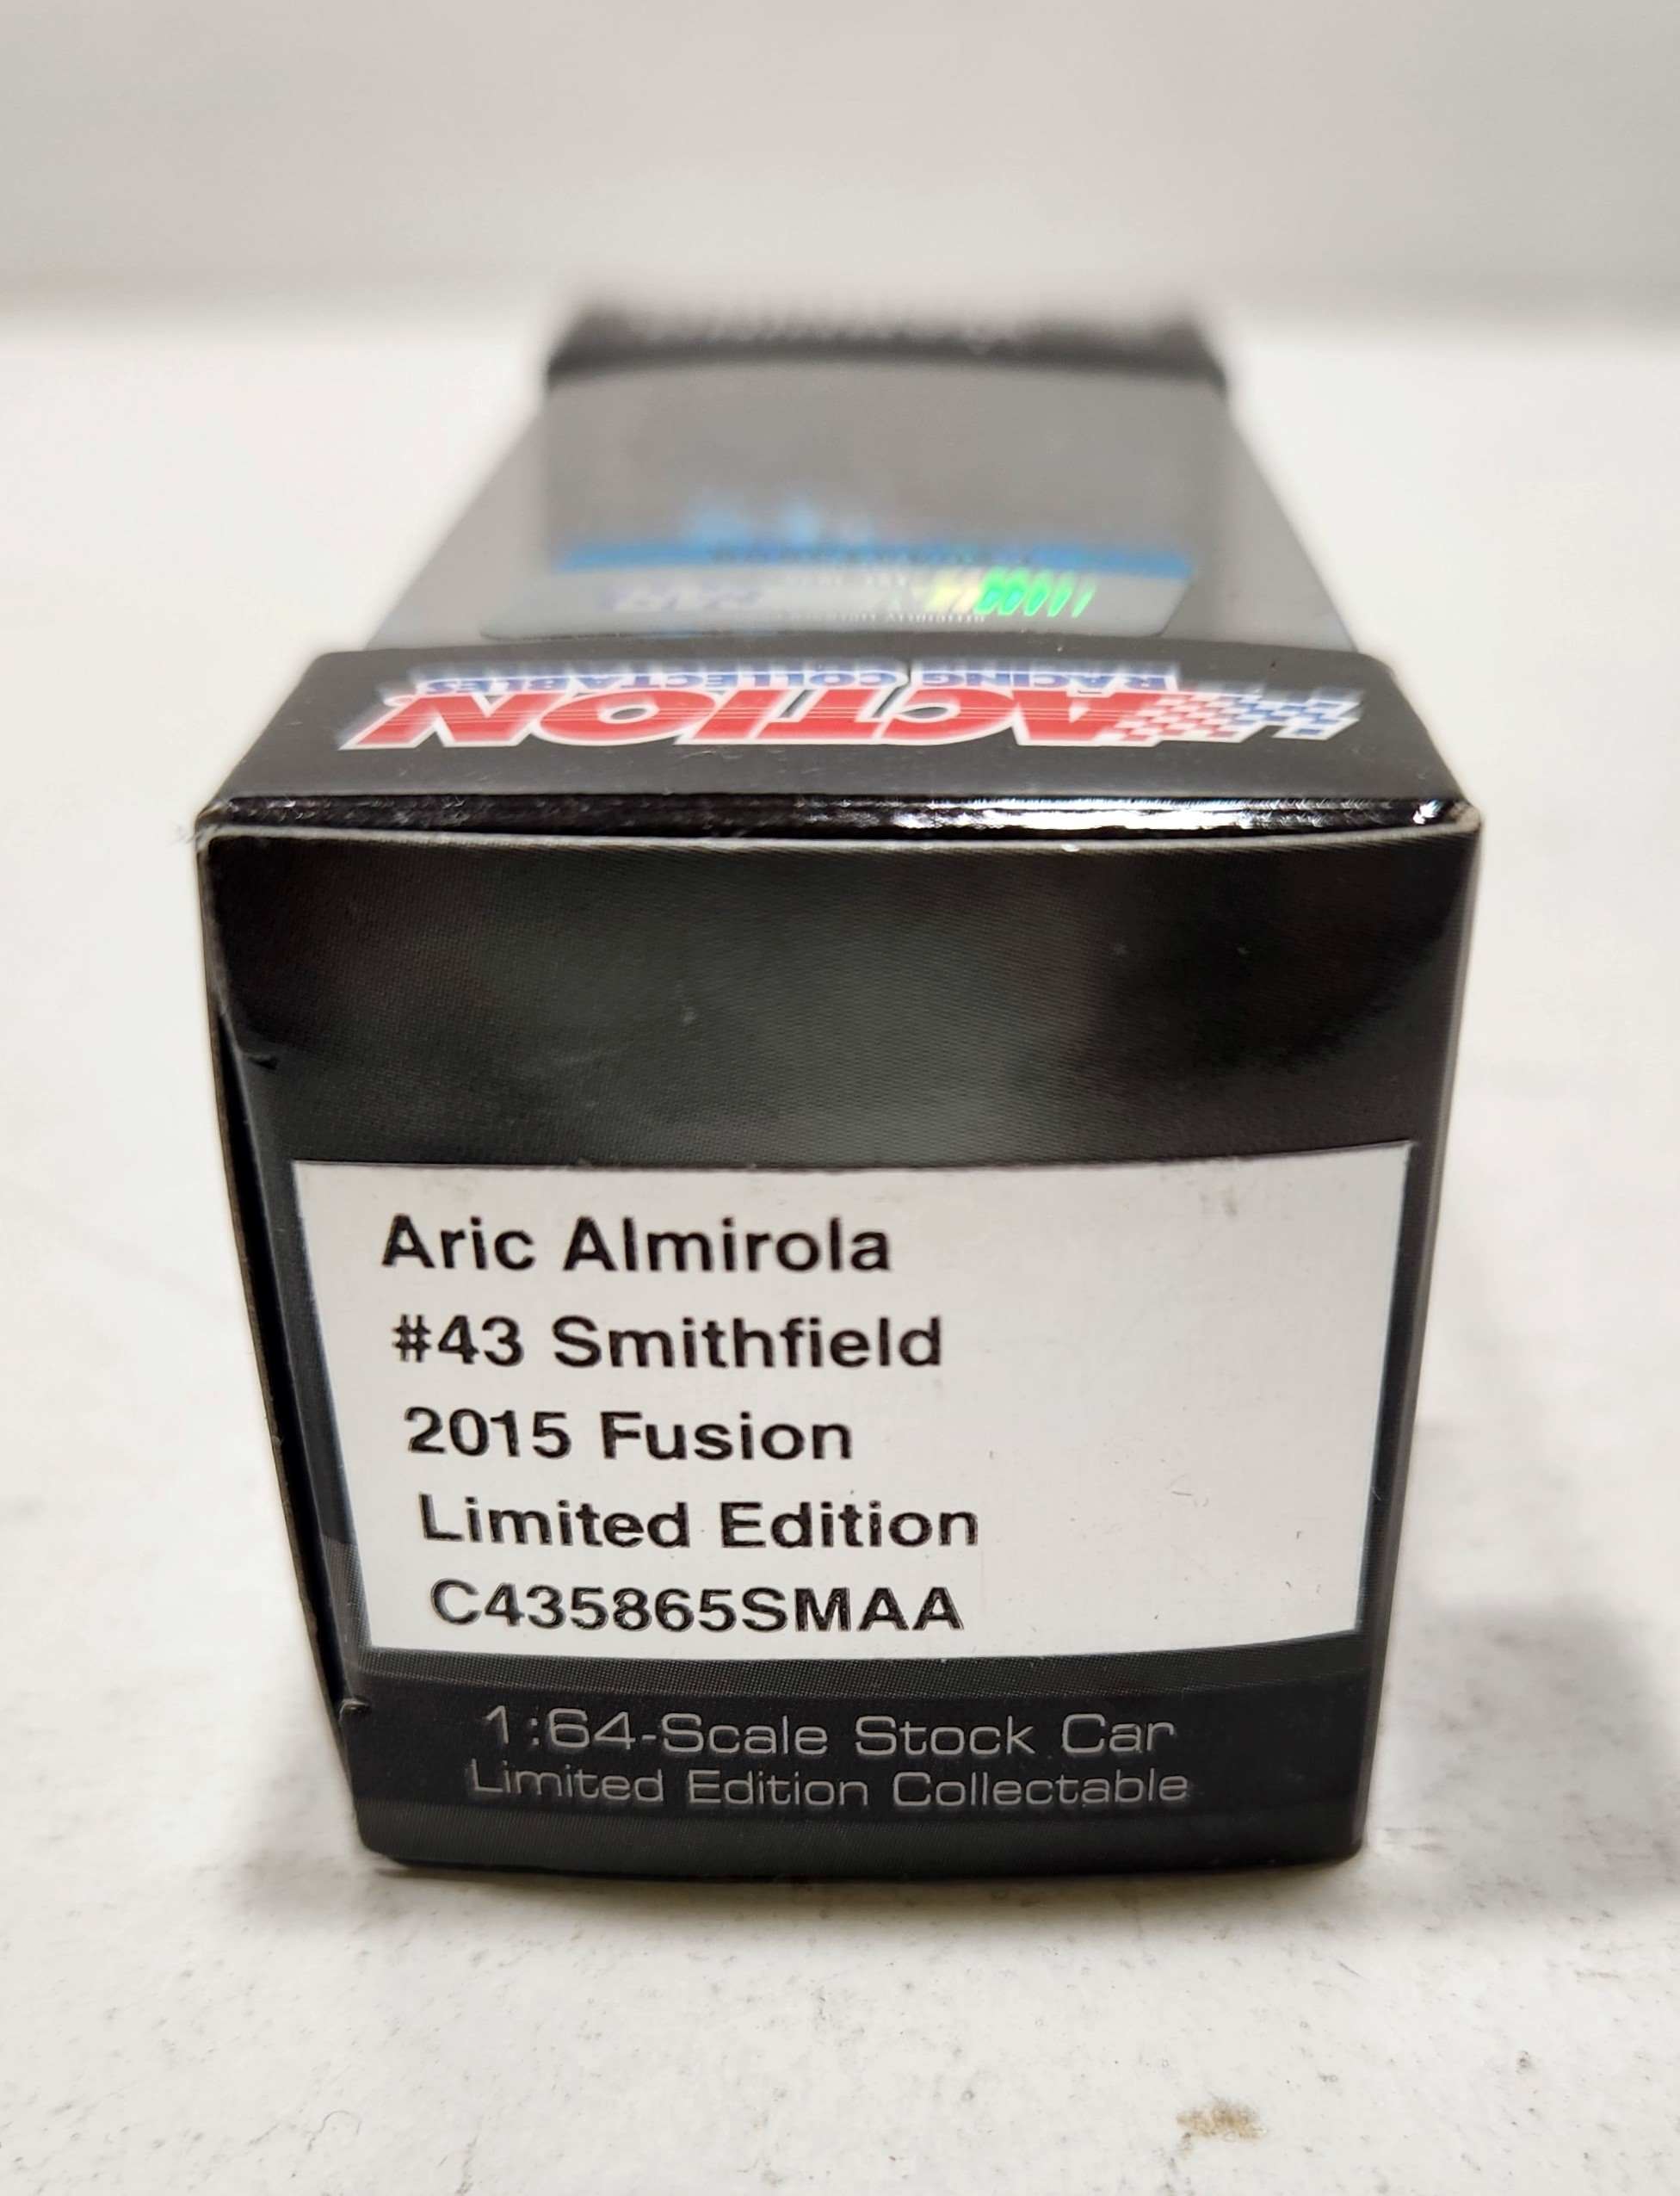 ACTION
RACING COLLECTABLES
Aric Almirola
#43 Smithfield
2015 Fusion
Limited Edition
C435865SMAA
1:64-Scale Stock Car
Limited Edition Collectable